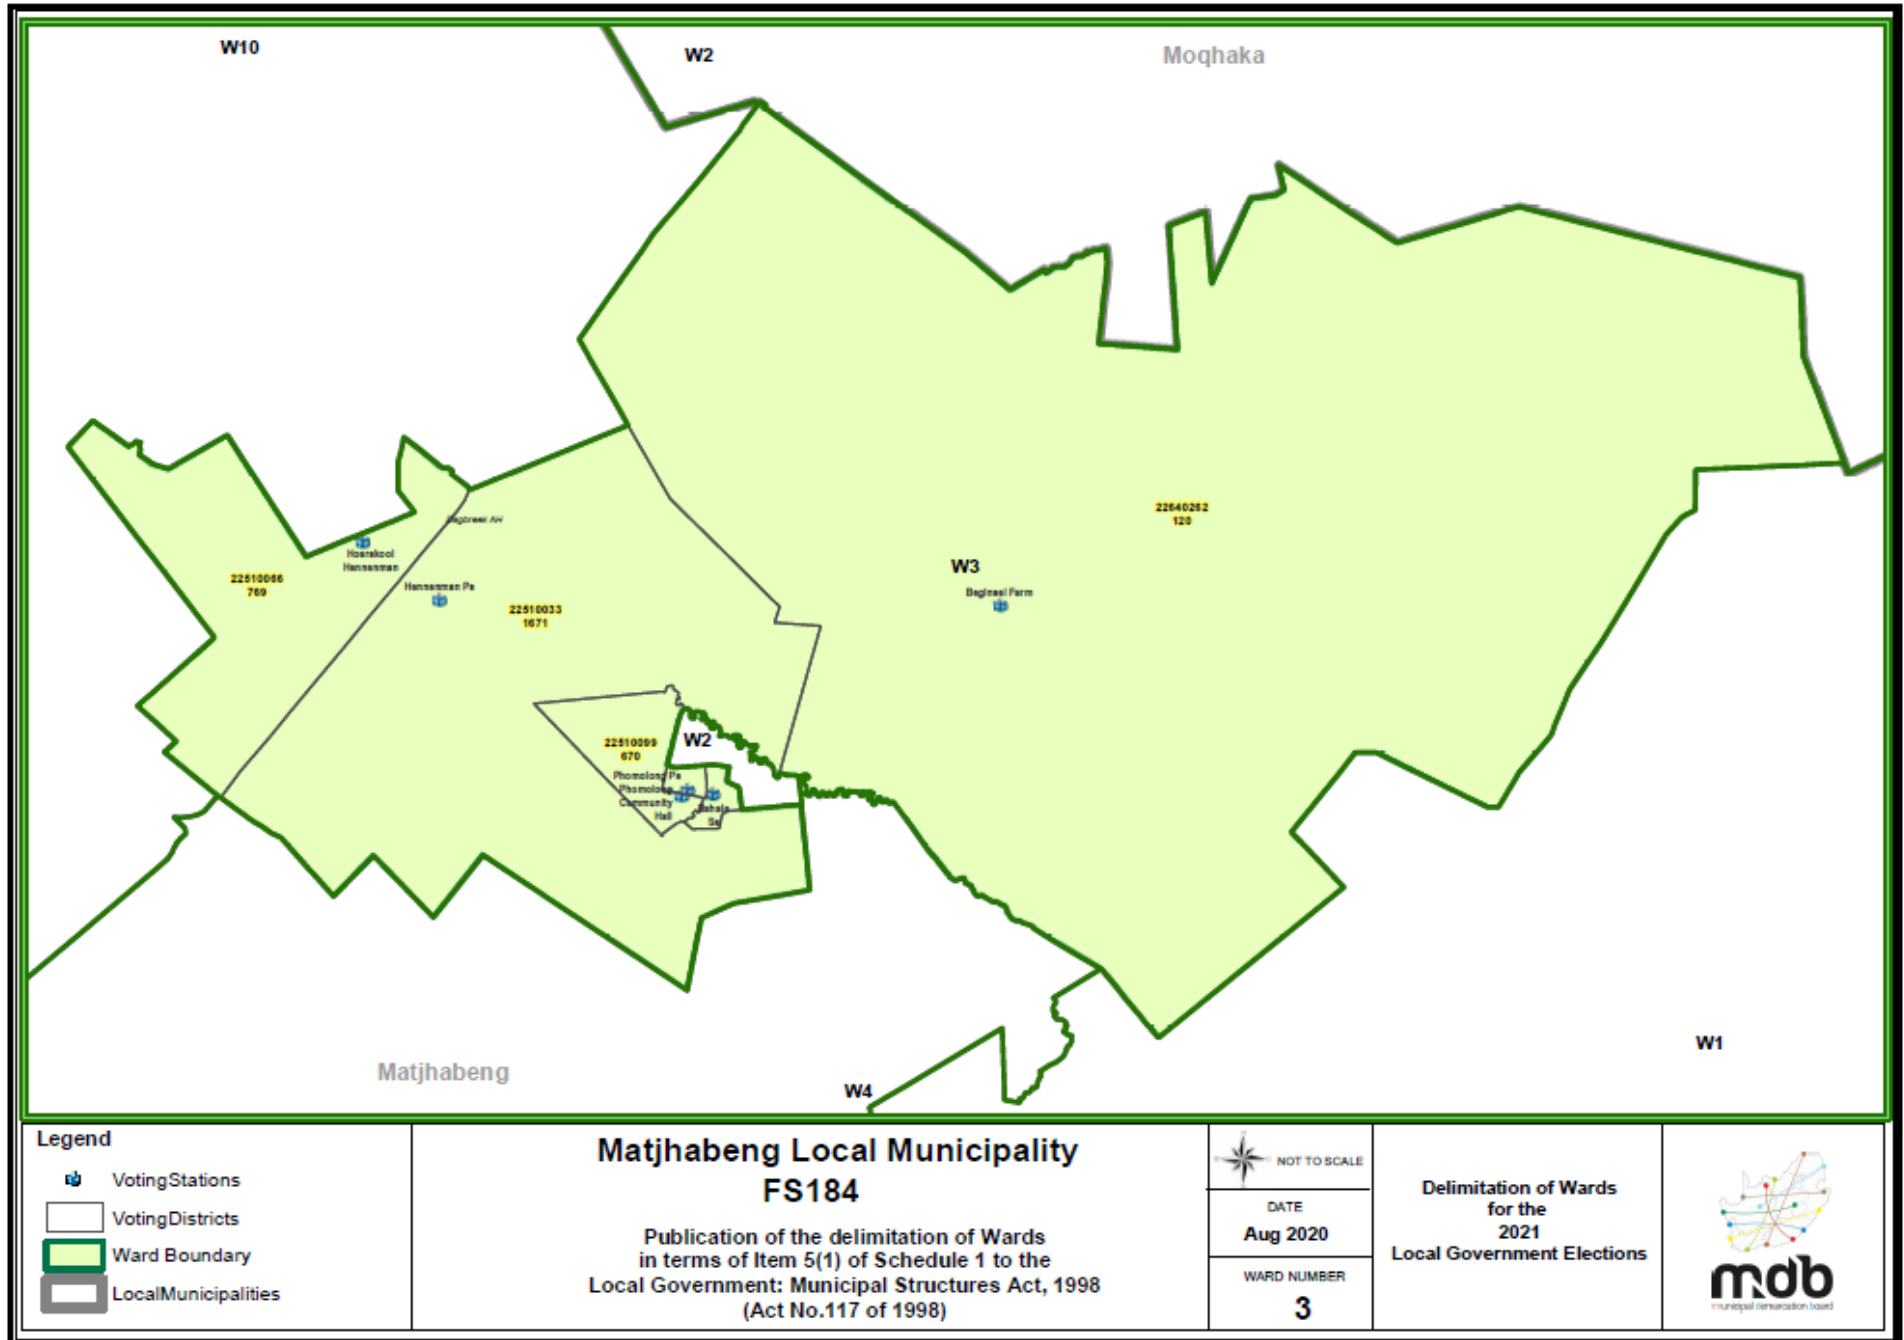 W10
W2
Moqhaka
22640262
120
W3
Hoerskool
Hennenman
22510066
769
Hennenman Ps
22510033
1671
W2
22510099
670
Phomolong Ps
Phomolong
Community
Hall
W1
Matjhabeng
W4
Legend
VotingStations
VotingDistricts
Ward Boundary
LocalMunicipalities
Matjhabeng Local Municipality
FS184
Publication of the delimitation of Wards
in terms of Item 5(1) of Schedule 1 to the
Local Government: Municipal Structures Act, 1998
(Act No.117 of 1998)
NOT TO SCALE
DATE
Aug 2020
WARD NUMBER
3
Delimitation of Wards
for the
2021
Local Government Elections
mdb
municipal demarcation board